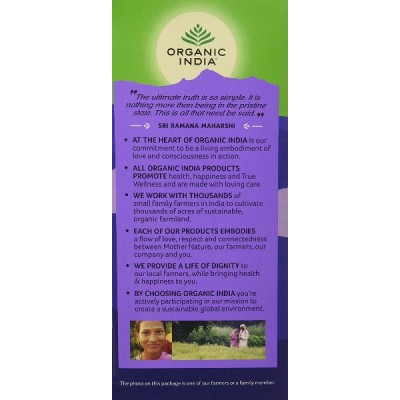 ORGANIC
INDIA
"The ultimate truth is so simple. It is
nothing more than being in the pristine
state. This is all that need be said."
SRI RAMANA MAHARSHI
• AT THE HEART OF ORGANIC INDIA is our
commitment to be a living embodiment of
love and consciousness in action.
• ALL ORGANIC INDIA PRODUCTS
PROMOTE health, happiness and True
Wellness and are made with loving care.
• WE WORK WITH THOUSANDS of
small family farmers in India to cultivate
thousands of acres of sustainable,
organic farmland.
• EACH OF OUR PRODUCTS EMBODIES
a flow of love, respect and connectedness
between Mother Nature, our farmers, our
company and you.
• WE PROVIDE A LIFE OF DIGNITY to
our local farmers, while bringing health
& happiness to you.
• BY CHOOSING ORGANIC INDIA you're
actively participating in our mission to
create a sustainable global environment.
The photo on this package is one of our farmers or a family member.